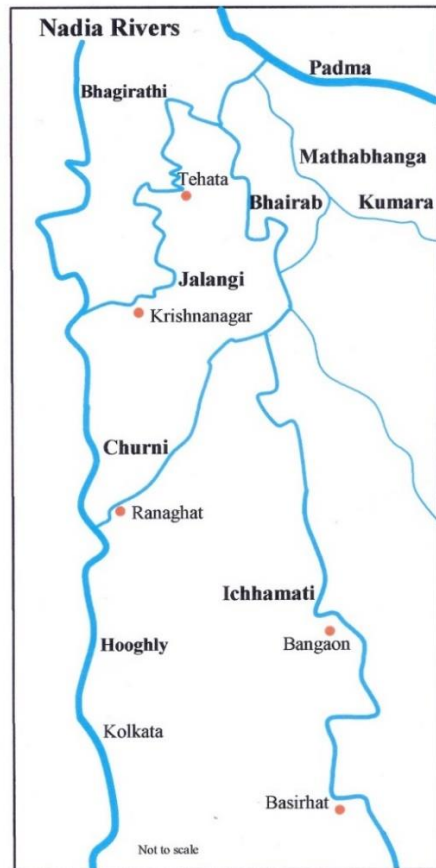 Nadia Rivers
Padma
Bhagirathi
Mathabhanga
Tehata
Bhairab
Kumara
Jalangi
Krishnanagar
Churni
Ranaghat
Ichhamati
Bangaon
Hooghly
Kolkata
Basirhat
Not to scale